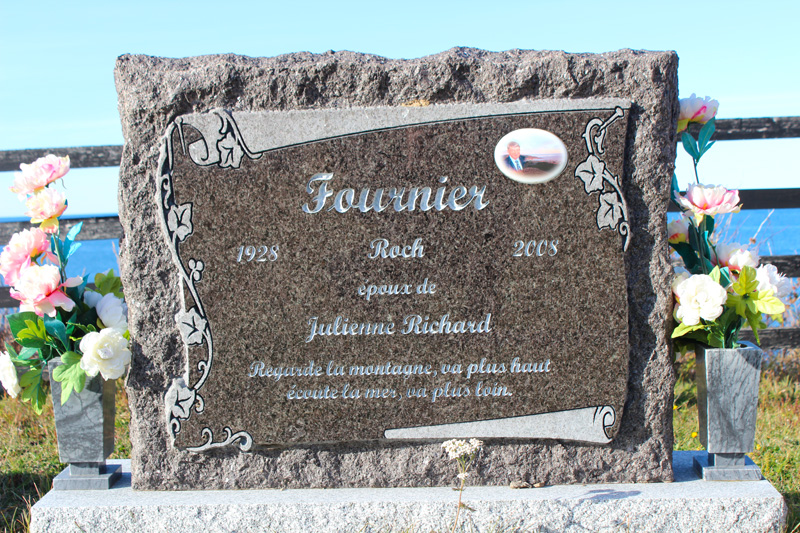 Fournier
1928 Roch 2008
époux de
Julienne Richard
Regarde la montagne, va plus haut
écoute la mer, va plus loin.